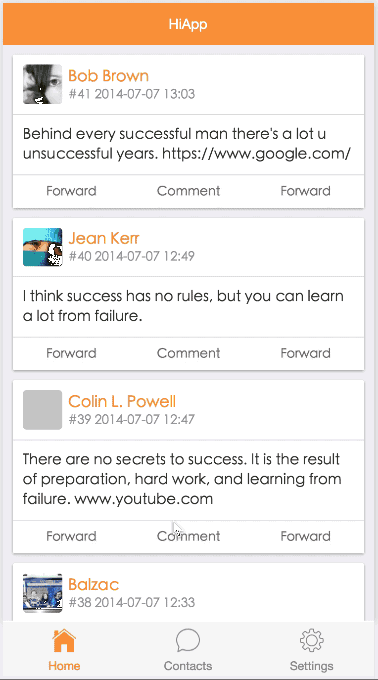 HiApp
Bob Brown
#41 2014-07-07 13:03
Behind every successful man there's a lot u
unsuccessful years. https://www.google.com/
Forward Comment Forward
Jean Kerr
#40 2014-07-07 12:49
I think success has no rules, but you can learn
a lot from failure.
Forward Comment Forward
Colin L. Powell
#39 2014-07-07 12:47
There are no secrets to success. It is the result
of preparation, hard work, and learning from
failure. www.youtube.com
Forward Comment Forward
Balzac
#38 2014-07-07 12:33
Home Contacts Settings